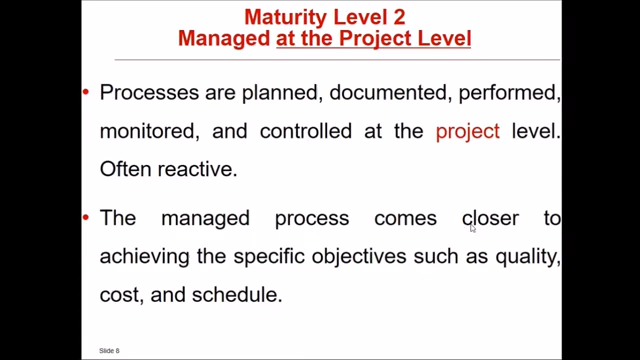 Maturity Level 2
Managed at the Project Level
• Processes are planned, documented, performed,
monitored, and controlled at the project level.
Often reactive.
• The managed process comes closer to
achieving the specific objectives such as quality,
cost, and schedule.
Slide 8